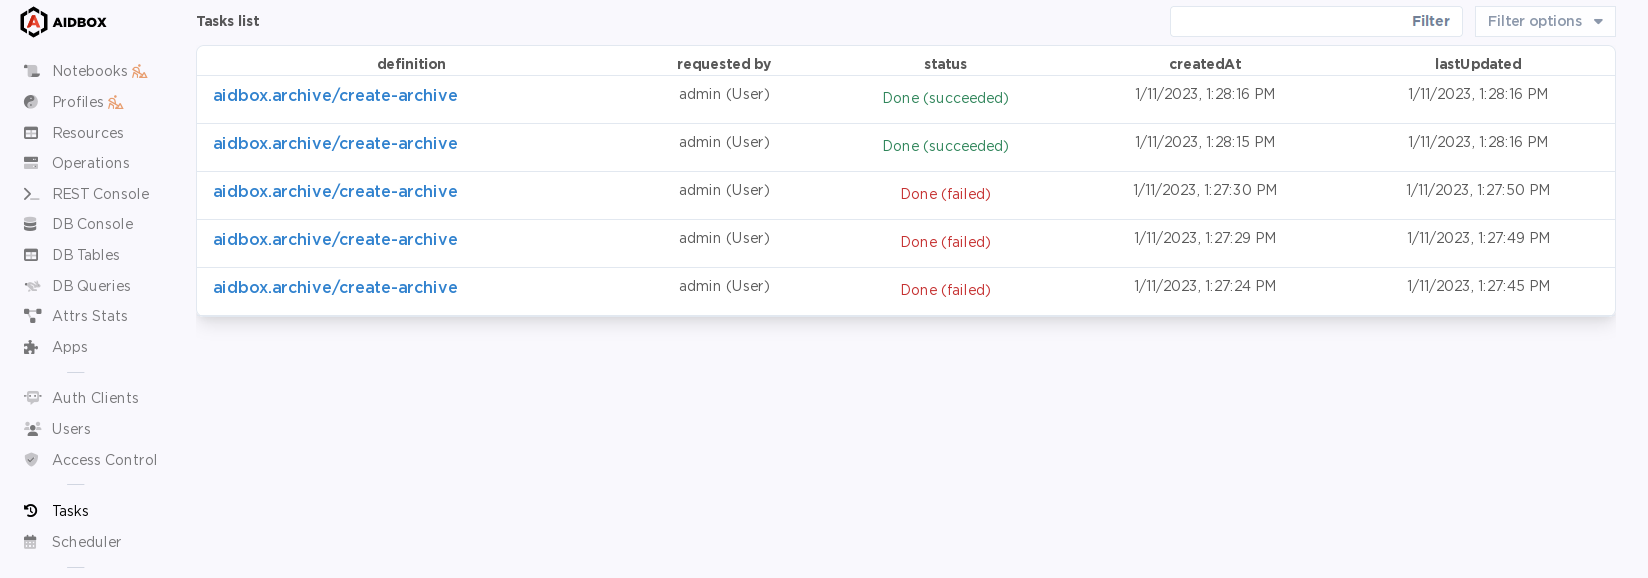 AIDBOX
Tasks list
Filter
Filter options
Notebooks
Profiles
Resources
Operations
REST Console
DB Console
DB Tables
DB Queries
Attrs Stats
Apps
Auth Clients
Users
Access Control
Tasks
Scheduler
definition requested by status createdAt lastUpdated
aidbox.archive/create-archive admin (User) Done (succeeded) 1/11/2023, 1:28:16 PM 1/11/2023, 1:28:16 PM
aidbox.archive/create-archive admin (User) Done (succeeded) 1/11/2023, 1:28:15 PM 1/11/2023, 1:28:16 PM
aidbox.archive/create-archive admin (User) Done (failed) 1/11/2023, 1:27:30 PM 1/11/2023, 1:27:50 PM
aidbox.archive/create-archive admin (User) Done (failed) 1/11/2023, 1:27:29 PM 1/11/2023, 1:27:49 PM
aidbox.archive/create-archive admin (User) Done (failed) 1/11/2023, 1:27:24 PM 1/11/2023, 1:27:45 PM